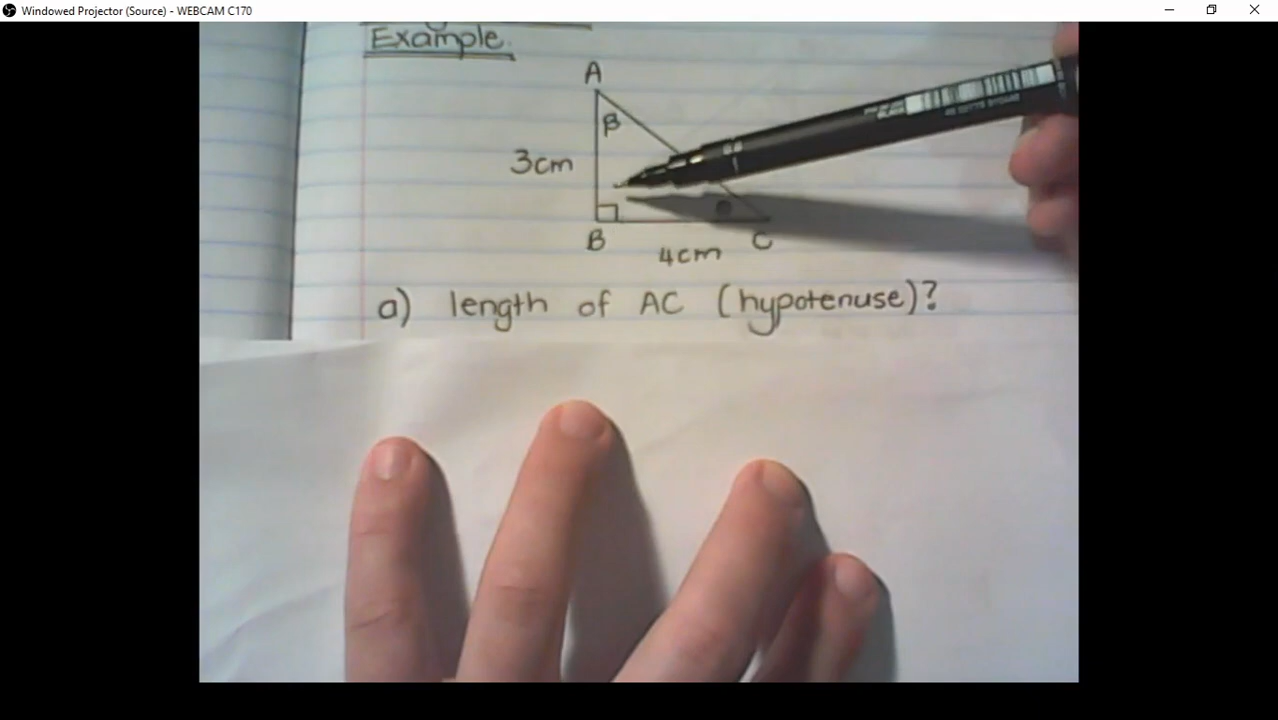 Windowed Projector (Source) - WEBCAM C170
Example.
A
β
3cm
B
4cm
C
a) length of AC (hypotenuse)?